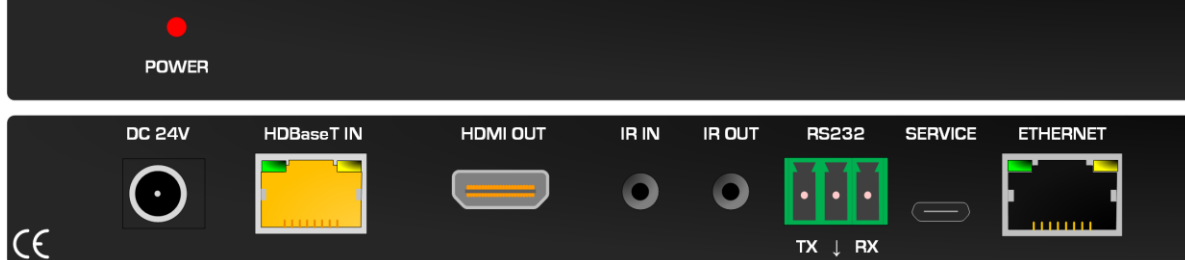 POWER
DC 24V HDBaseT IN HDMI OUT IR IN IR OUT RS232 SERVICE ETHERNET
TX ↓ RX
CE